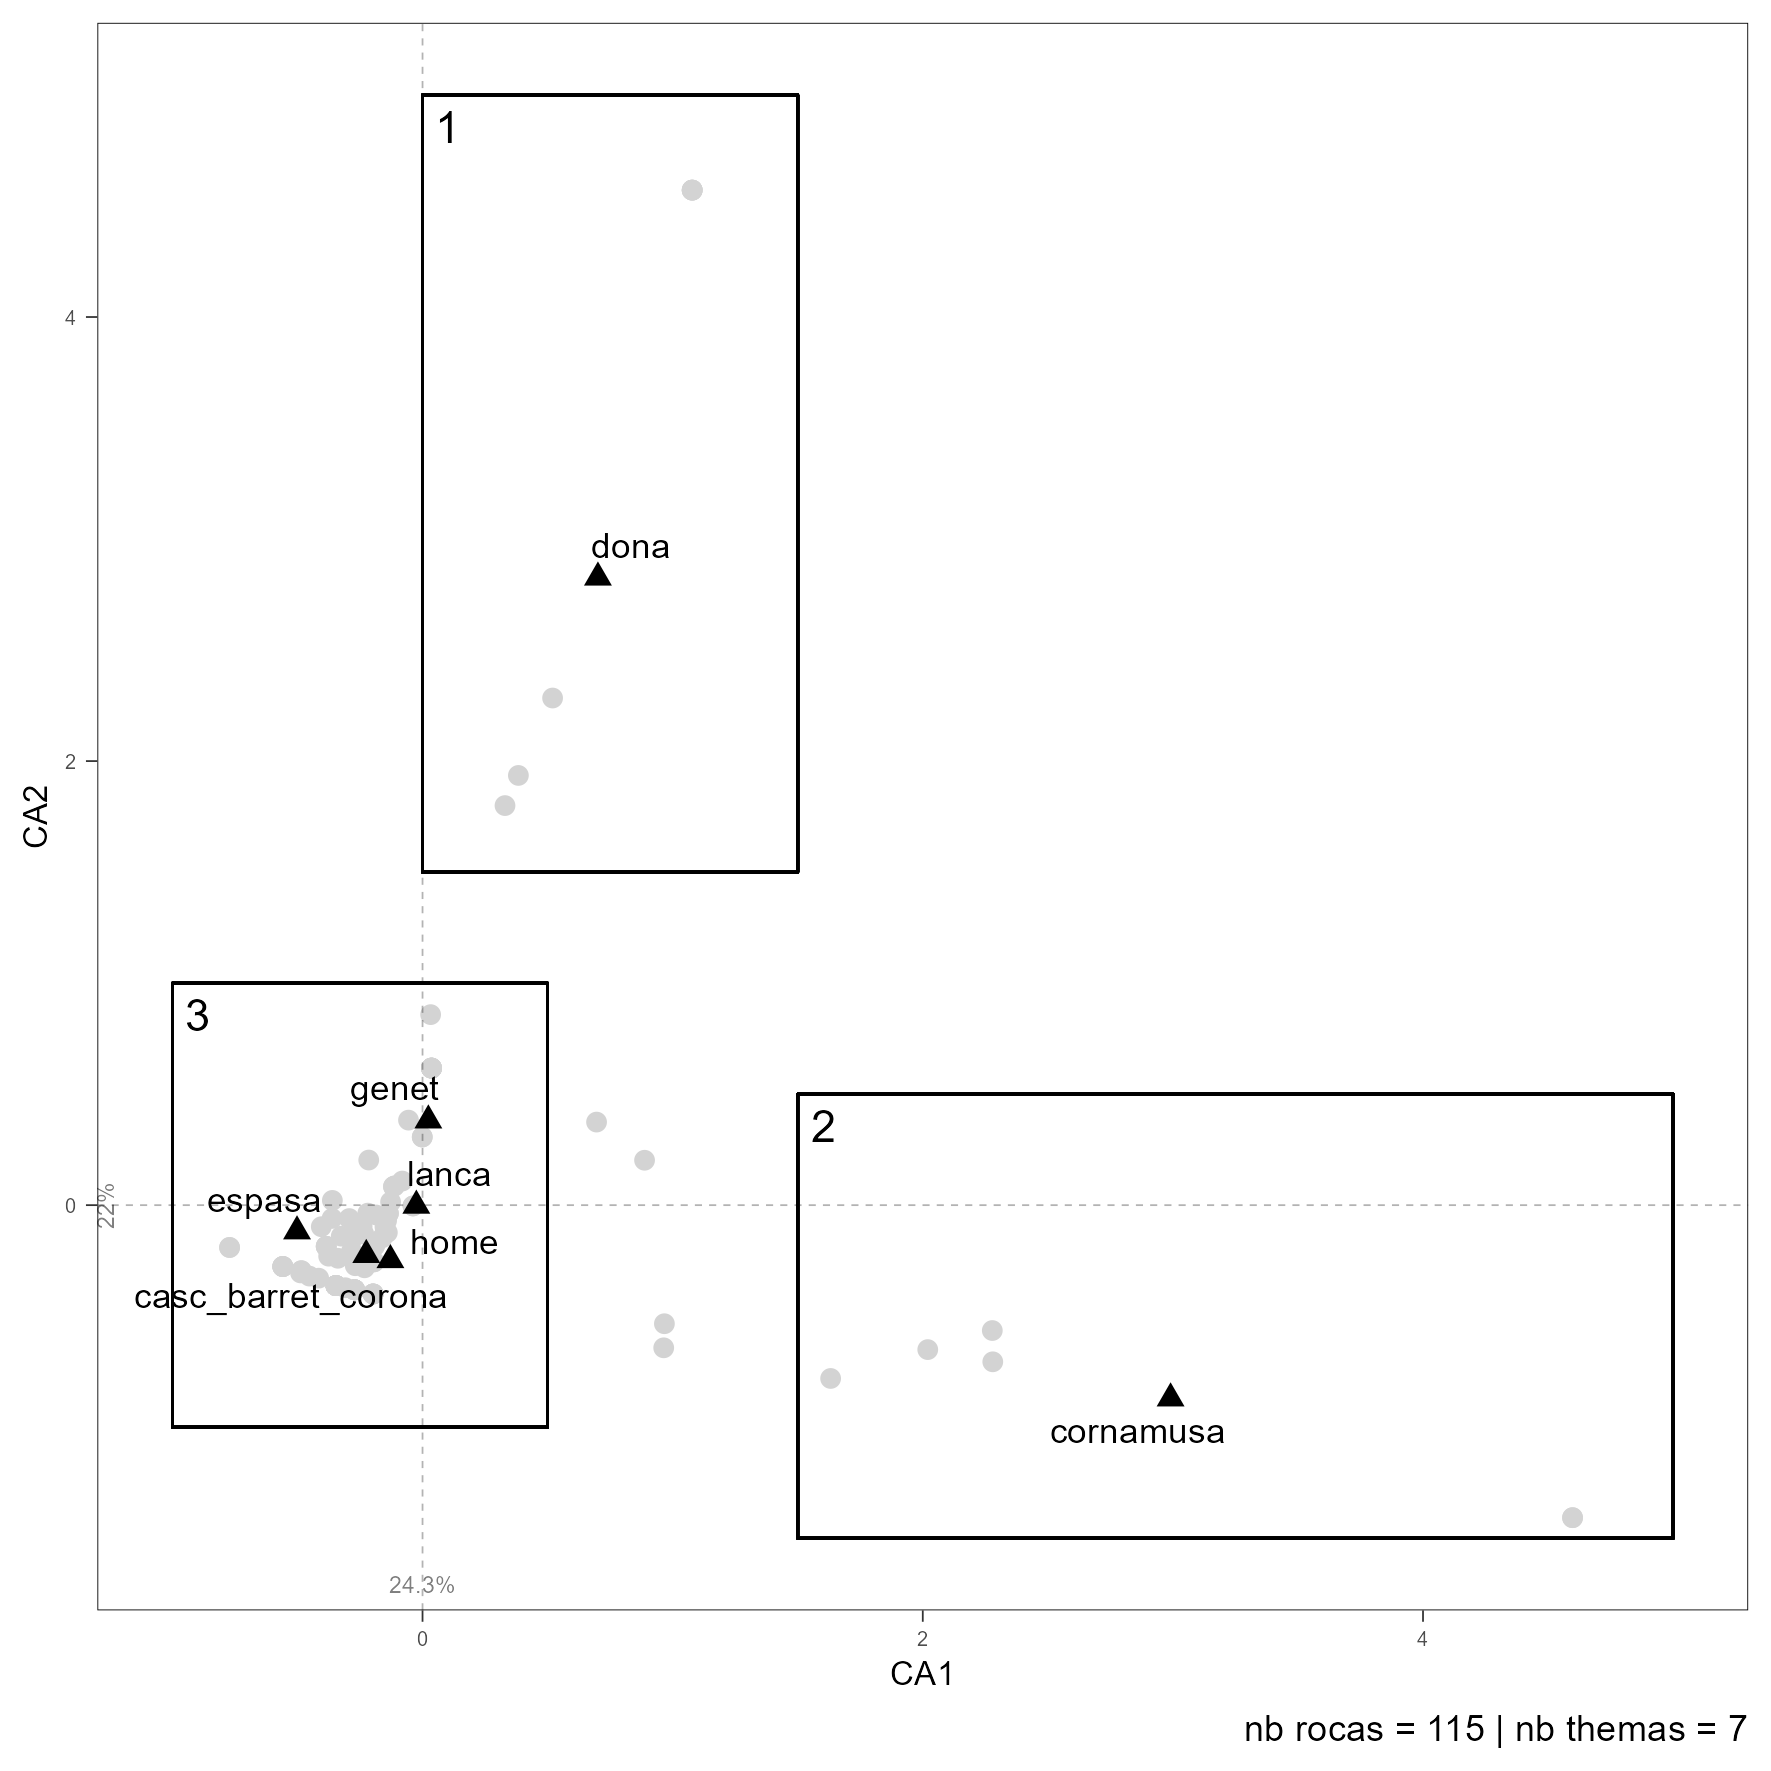 1
dona
4
2
CA2
3
genet
2
lanca
espasa
0
22%
home
casc_barret_corona
cornamusa
24.3%
0
2
4
CA1
nb rocas = 115 | nb themas = 7